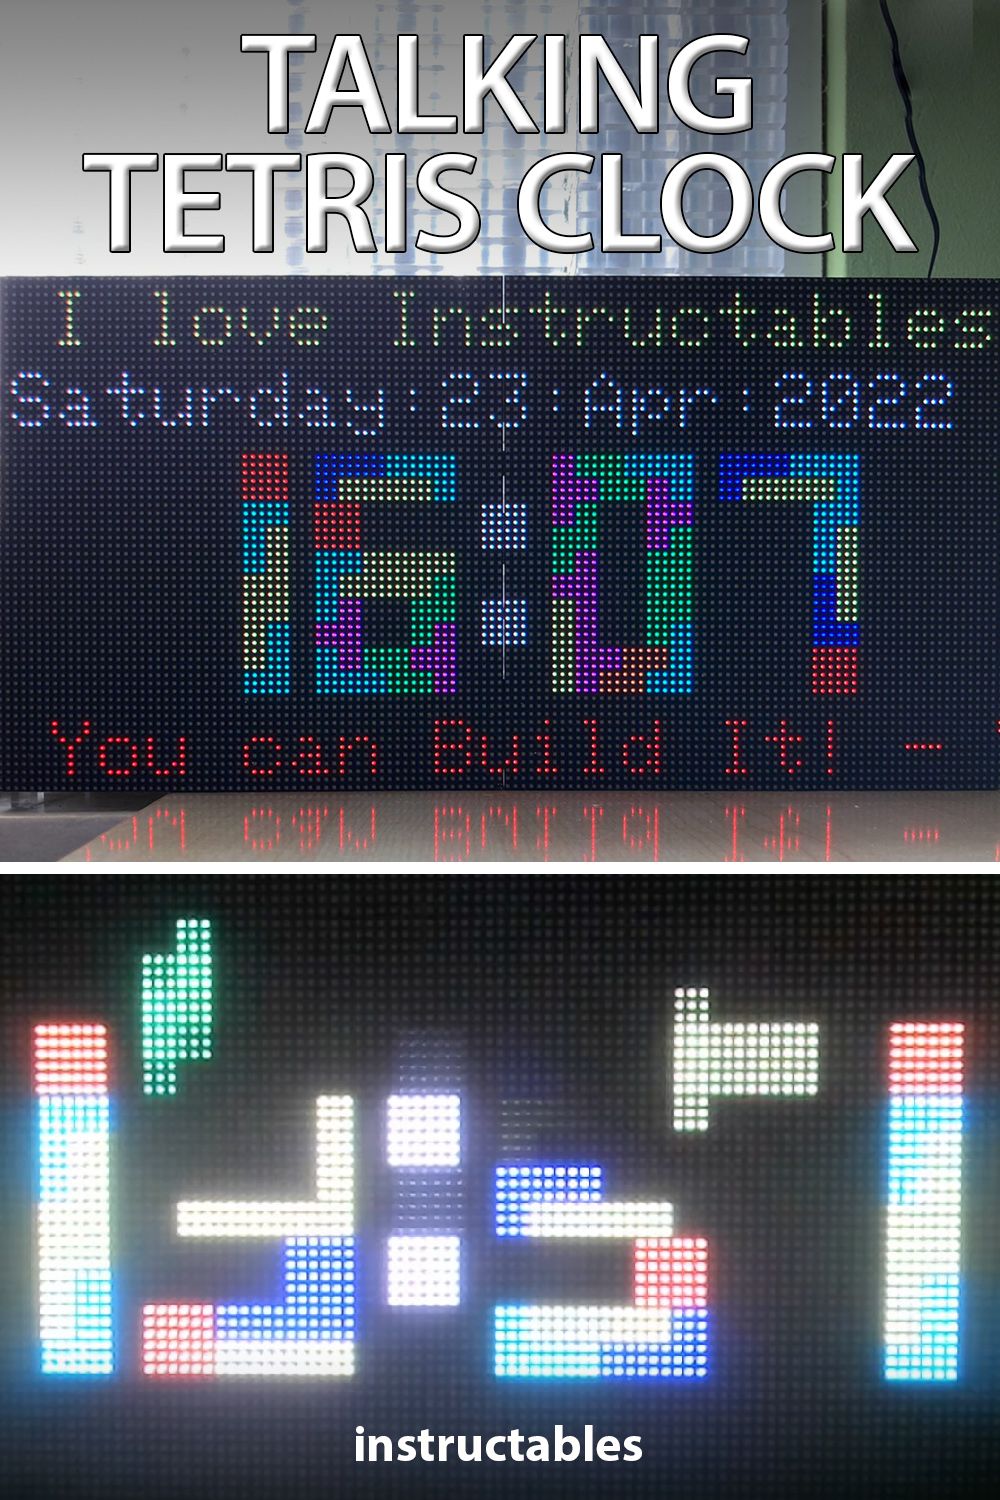 TALKING
TETRIS CLOCK
I love Instructables
Saturday:23:Apr:2022
16:07
You can Build It! -
instructables